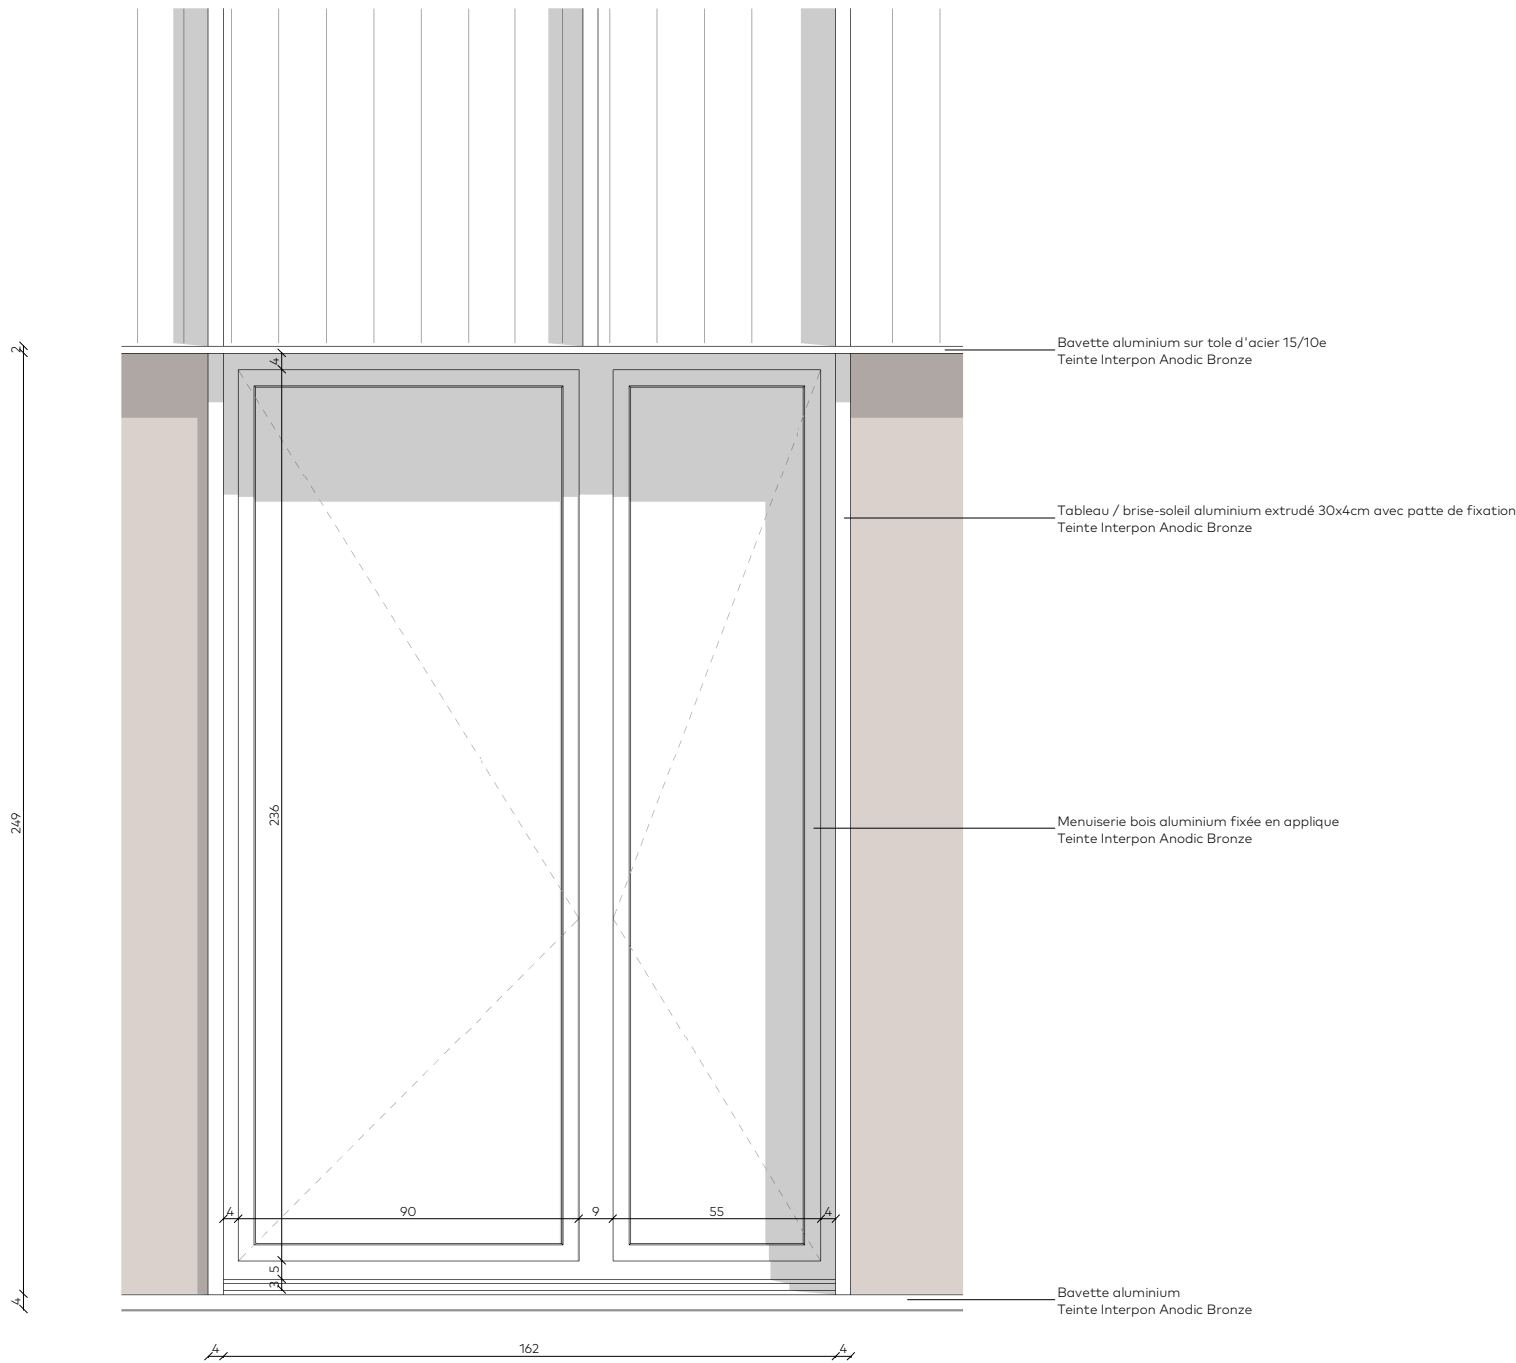 2
4
Bavette aluminium sur tole d'acier 15/10e
Teinte Interpon Anodic Bronze
Tableau / brise-soleil aluminium extrudé 30x4cm avec patte de fixation
Teinte Interpon Anodic Bronze
249
236
Menuiserie bois aluminium fixée en applique
Teinte Interpon Anodic Bronze
4 90 9 55 4
5
3
4
Bavette aluminium
Teinte Interpon Anodic Bronze
4 162 4